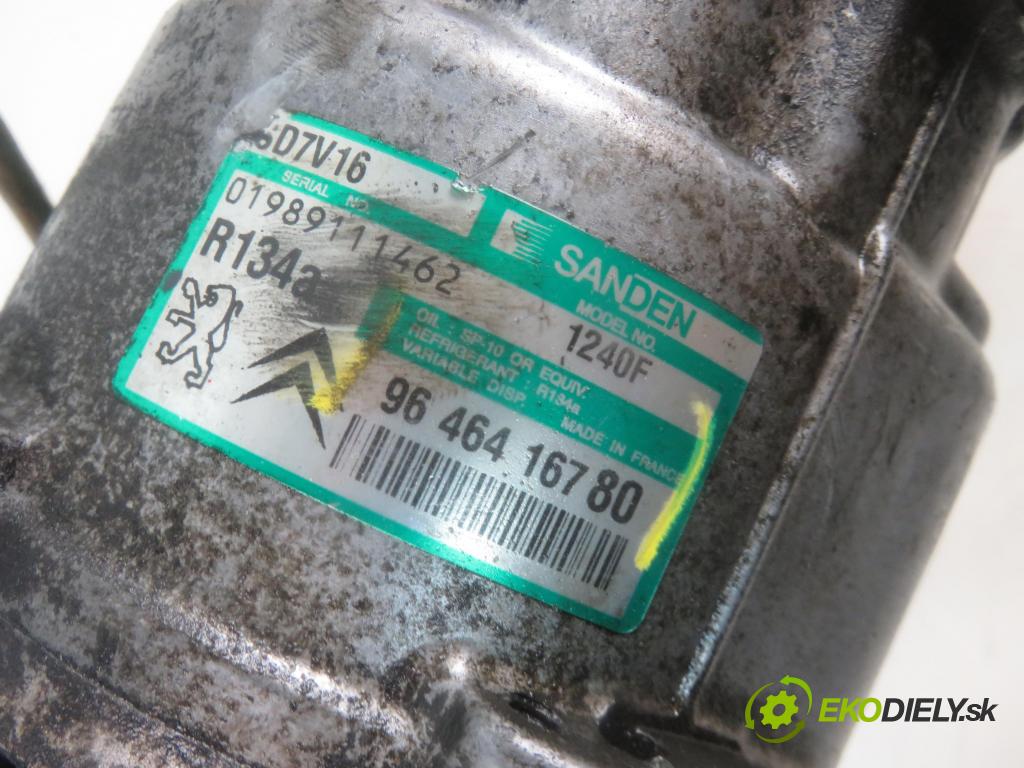 SD7V16
SERIAL NO.
01989111462
R134a
SANDEN
MODEL NO.
1240F
OIL : SP-10 OR EQUIV.
REFRIGERANT : R134a
VARIABLE DISP.
MADE IN FRANCE
96 464 167 80
EKODIELY.sk